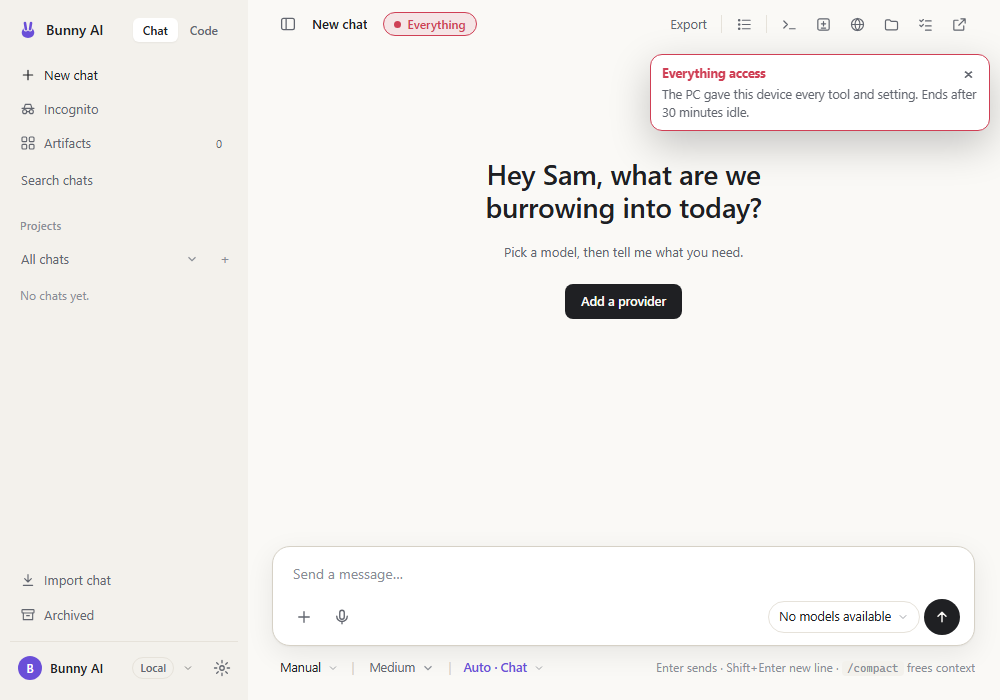 Bunny AI
Chat
Code
New chat
Incognito
Artifacts
0
Search chats
Projects
All chats
+
No chats yet.
Import chat
Archived
B
Bunny AI
Local
New chat
Everything
Export
Everything access
The PC gave this device every tool and setting. Ends after
30 minutes idle.
Hey Sam, what are we
burrowing into today?
Pick a model, then tell me what you need.
Add a provider
Send a message...
No models available
Manual
Medium
Auto · Chat
Enter sends · Shift+Enter new line · /compact frees context